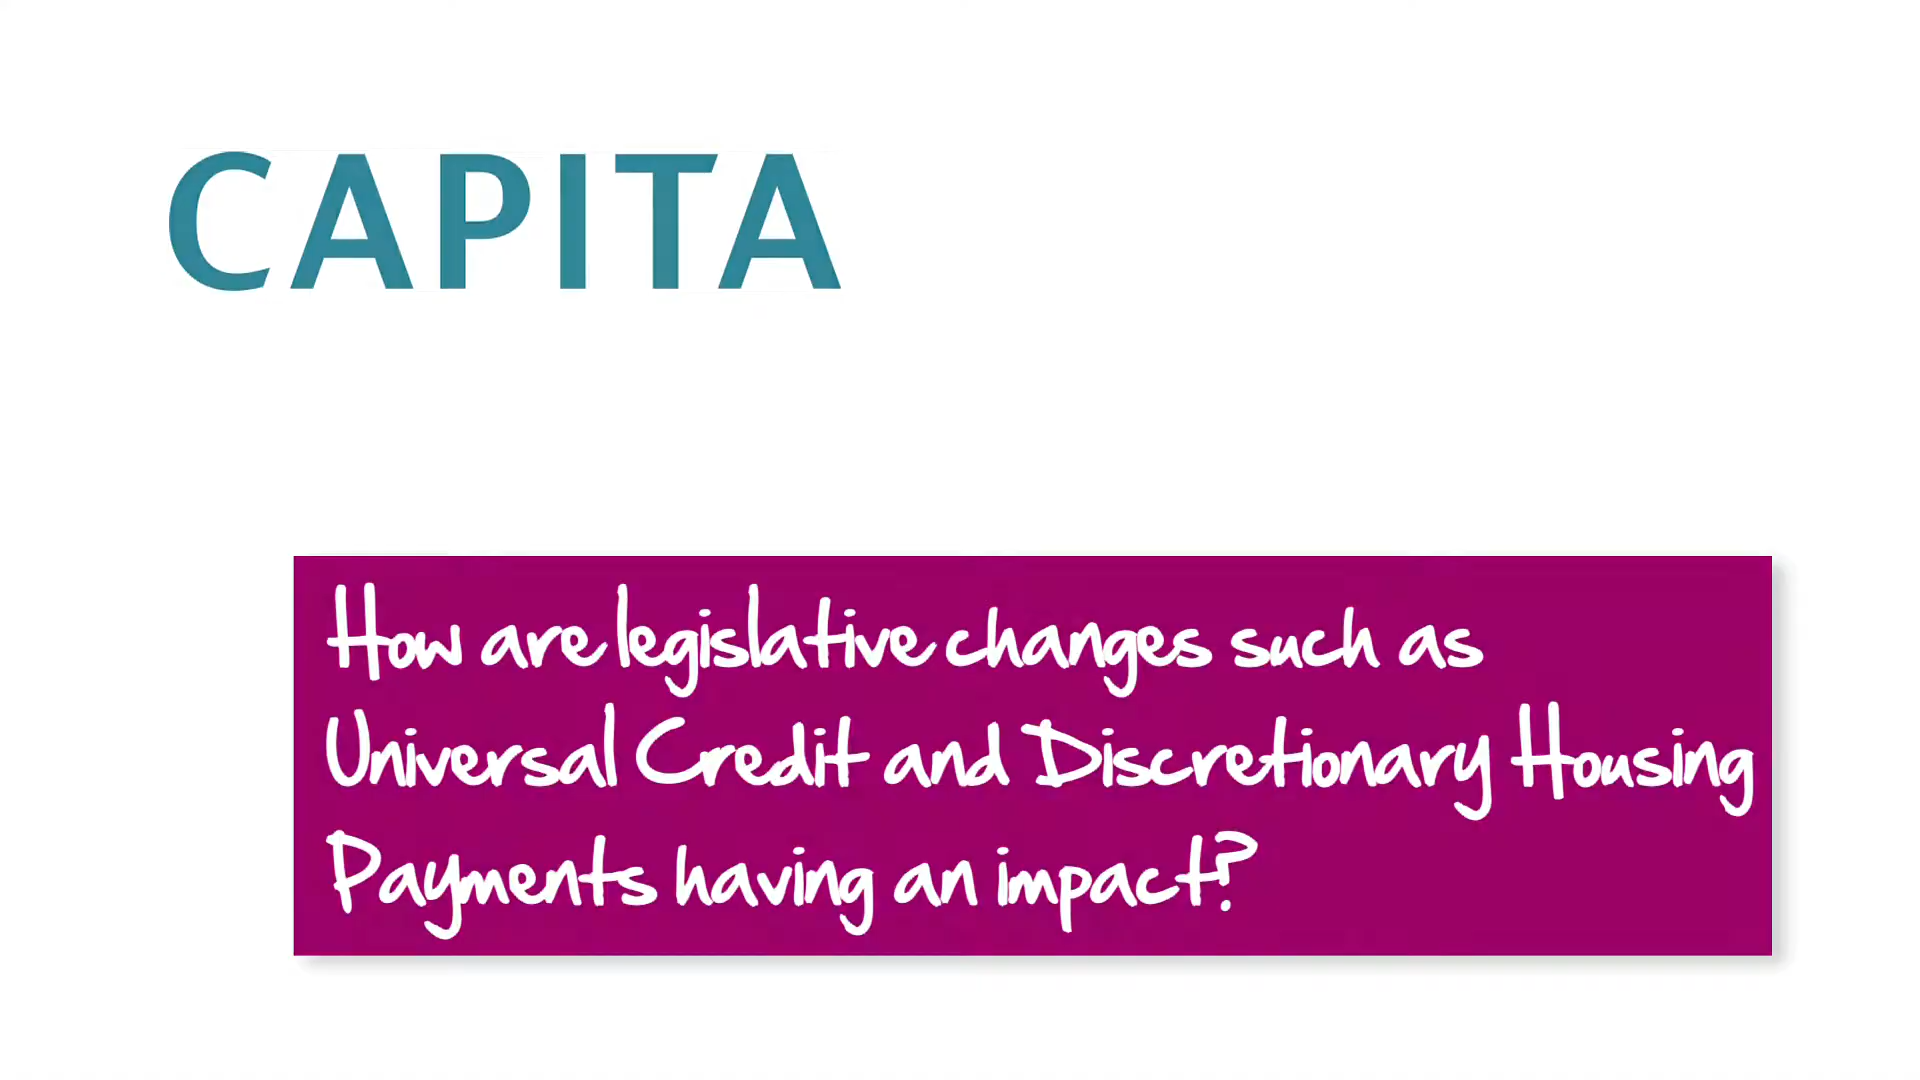 CAPITA
How are legislative changes such as
Universal Credit and Discretionary Housing
Payments having an impact?